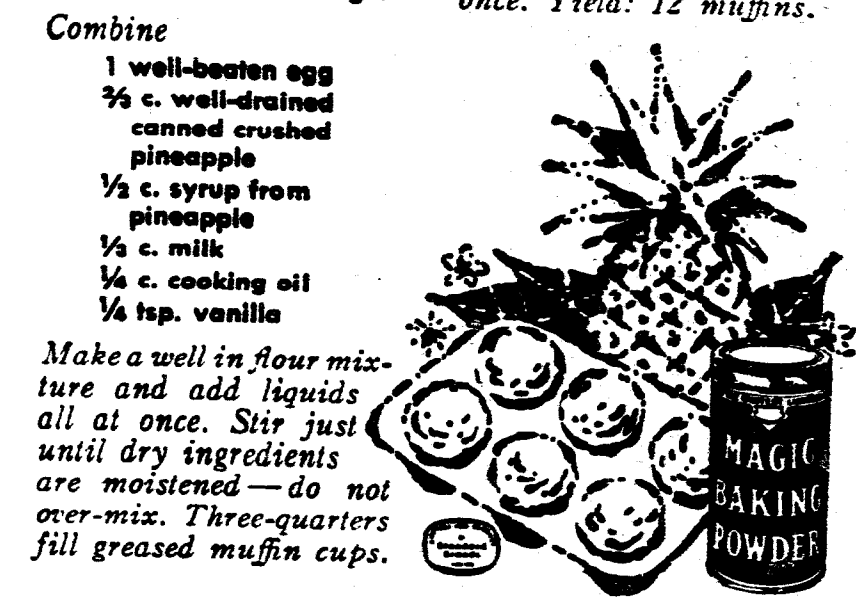 once. Yield: 12 muffins.
Combine
1 well-beaten egg
⅔ c. well-drained
canned crushed
pineapple
½ c. syrup from
pineapple
⅓ c. milk
¼ c. cooking oil
¼ tsp. vanilla
Make a well in flour mix-
ture and add liquids
all at once. Stir just
until dry ingredients
are moistened — do not
over-mix. Three-quarters
fill greased muffin cups.
MAGIC
BAKING
POWDER